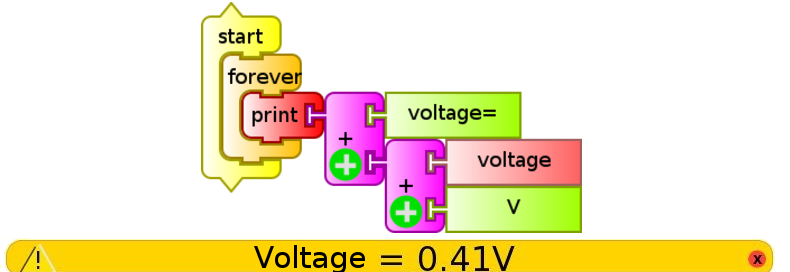 start
forever
print
+
voltage=
+
voltage
V
/!\ Voltage = 0.41V x